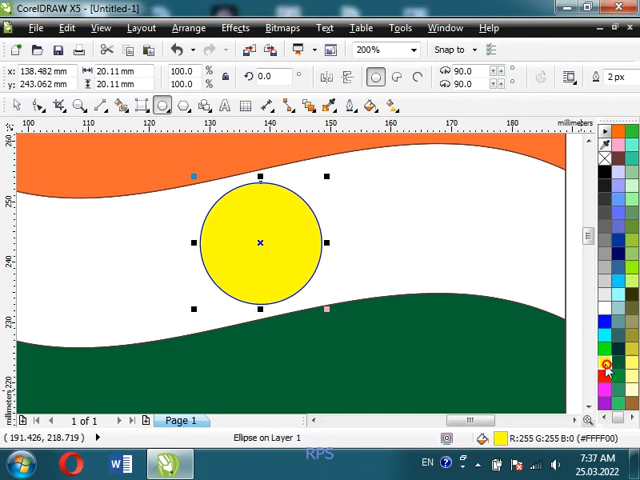 CorelDRAW X5 - [Untitled-1]
File Edit View Layout Arrange Effects Bitmaps Text Table Tools Window Help
200% Snap to
x: 138.482 mm 20.11 mm 100.0 % 0.0 ° 90.0 ° 2 px
y: 243.062 mm 20.11 mm 100.0 % 90.0 °
100 110 120 130 140 150 160 170 180 millimeters
260
250
240
230
220
millimeters
1 of 1 Page 1
(191.426, 218.719) Ellipse on Layer 1 R:255 G:255 B:0 (#FFFF00)
RPS
EN 7:37 AM
25.03.2022